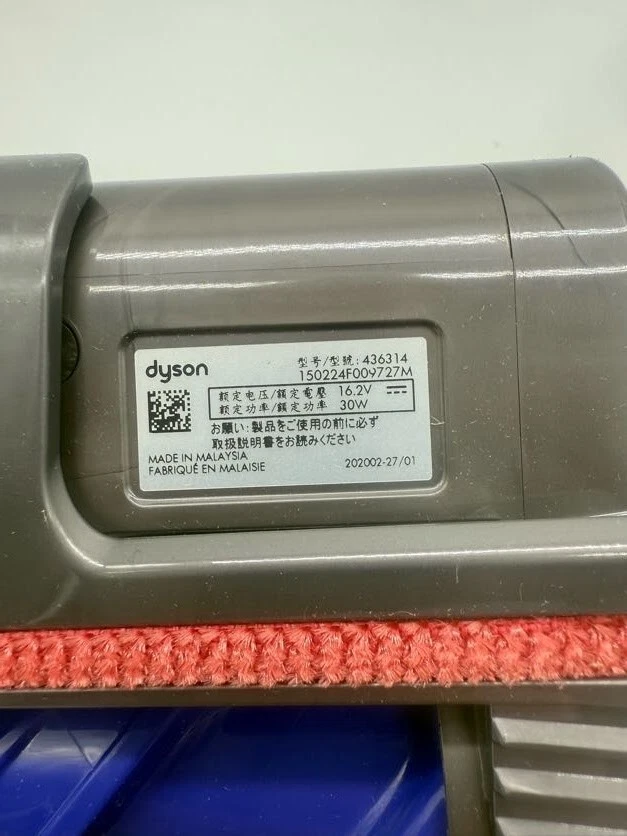 dyson
型号/型號: 436314
150224F009727M
额定电压/額定電壓 16.2V
额定功率/額定功率 30W
お願い:製品をご使用の前に必ず
取扱説明書をお読みください
MADE IN MALAYSIA
FABRIQUÉ EN MALAISIE
202002-27/01